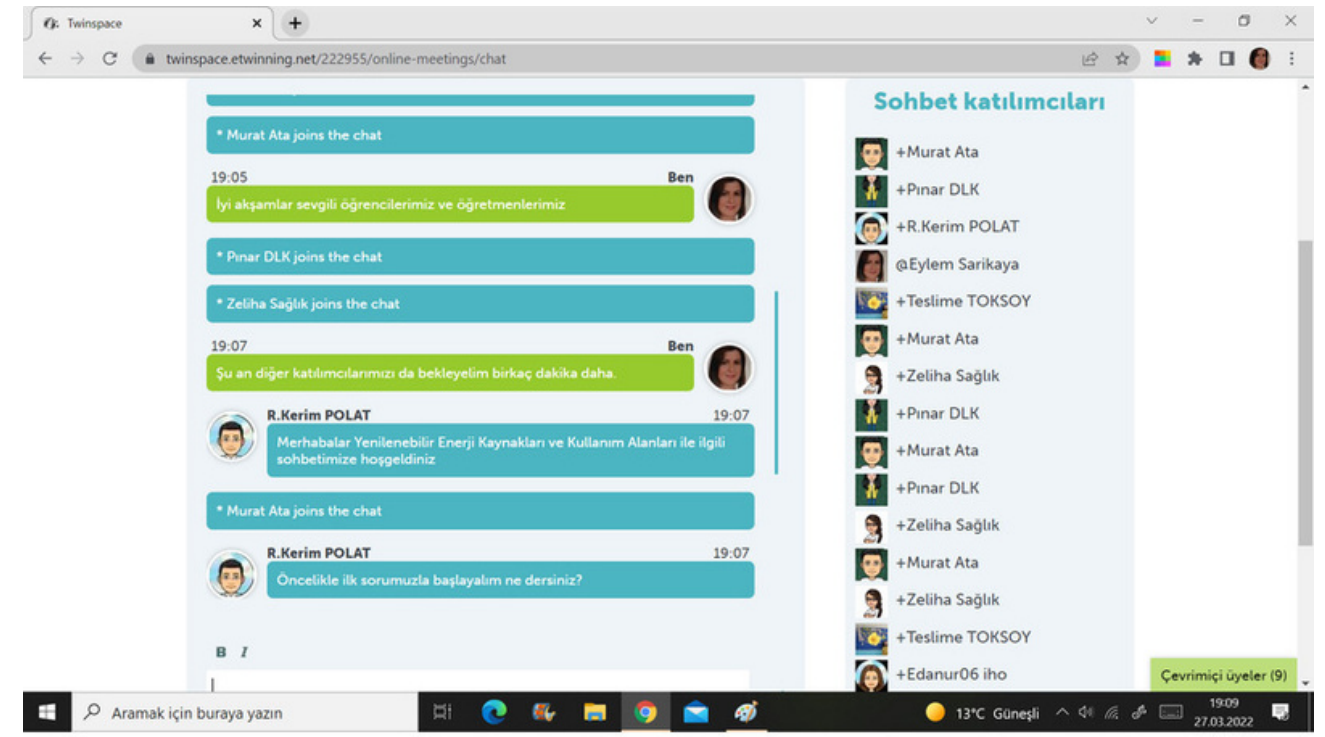 Twinspace
twinspace.etwinning.net/222955/online-meetings/chat
* Murat Ata joins the chat
19:05 Ben
İyi akşamlar sevgili öğrencilerimiz ve öğretmenlerimiz
* Pınar DLK joins the chat
* Zeliha Sağlık joins the chat
19:07 Ben
Şu an diğer katılımcılarımızı da bekleyelim birkaç dakika daha.
R.Kerim POLAT 19:07
Merhabalar Yenilenebilir Enerji Kaynakları ve Kullanım Alanları ile ilgili
sohbetimize hoşgeldiniz
* Murat Ata joins the chat
R.Kerim POLAT 19:07
Öncelikle ilk sorumuzla başlayalım ne dersiniz?
B I
Sohbet katılımcıları
+Murat Ata
+Pınar DLK
+R.Kerim POLAT
@Eylem Sarikaya
+Teslime TOKSOY
+Murat Ata
+Zeliha Sağlık
+Pınar DLK
+Murat Ata
+Pınar DLK
+Zeliha Sağlık
+Murat Ata
+Zeliha Sağlık
+Teslime TOKSOY
+Edanur06 iho
Çevrimiçi üyeler (9)
Aramak için buraya yazın
13°C Güneşli
19:09
27.03.2022